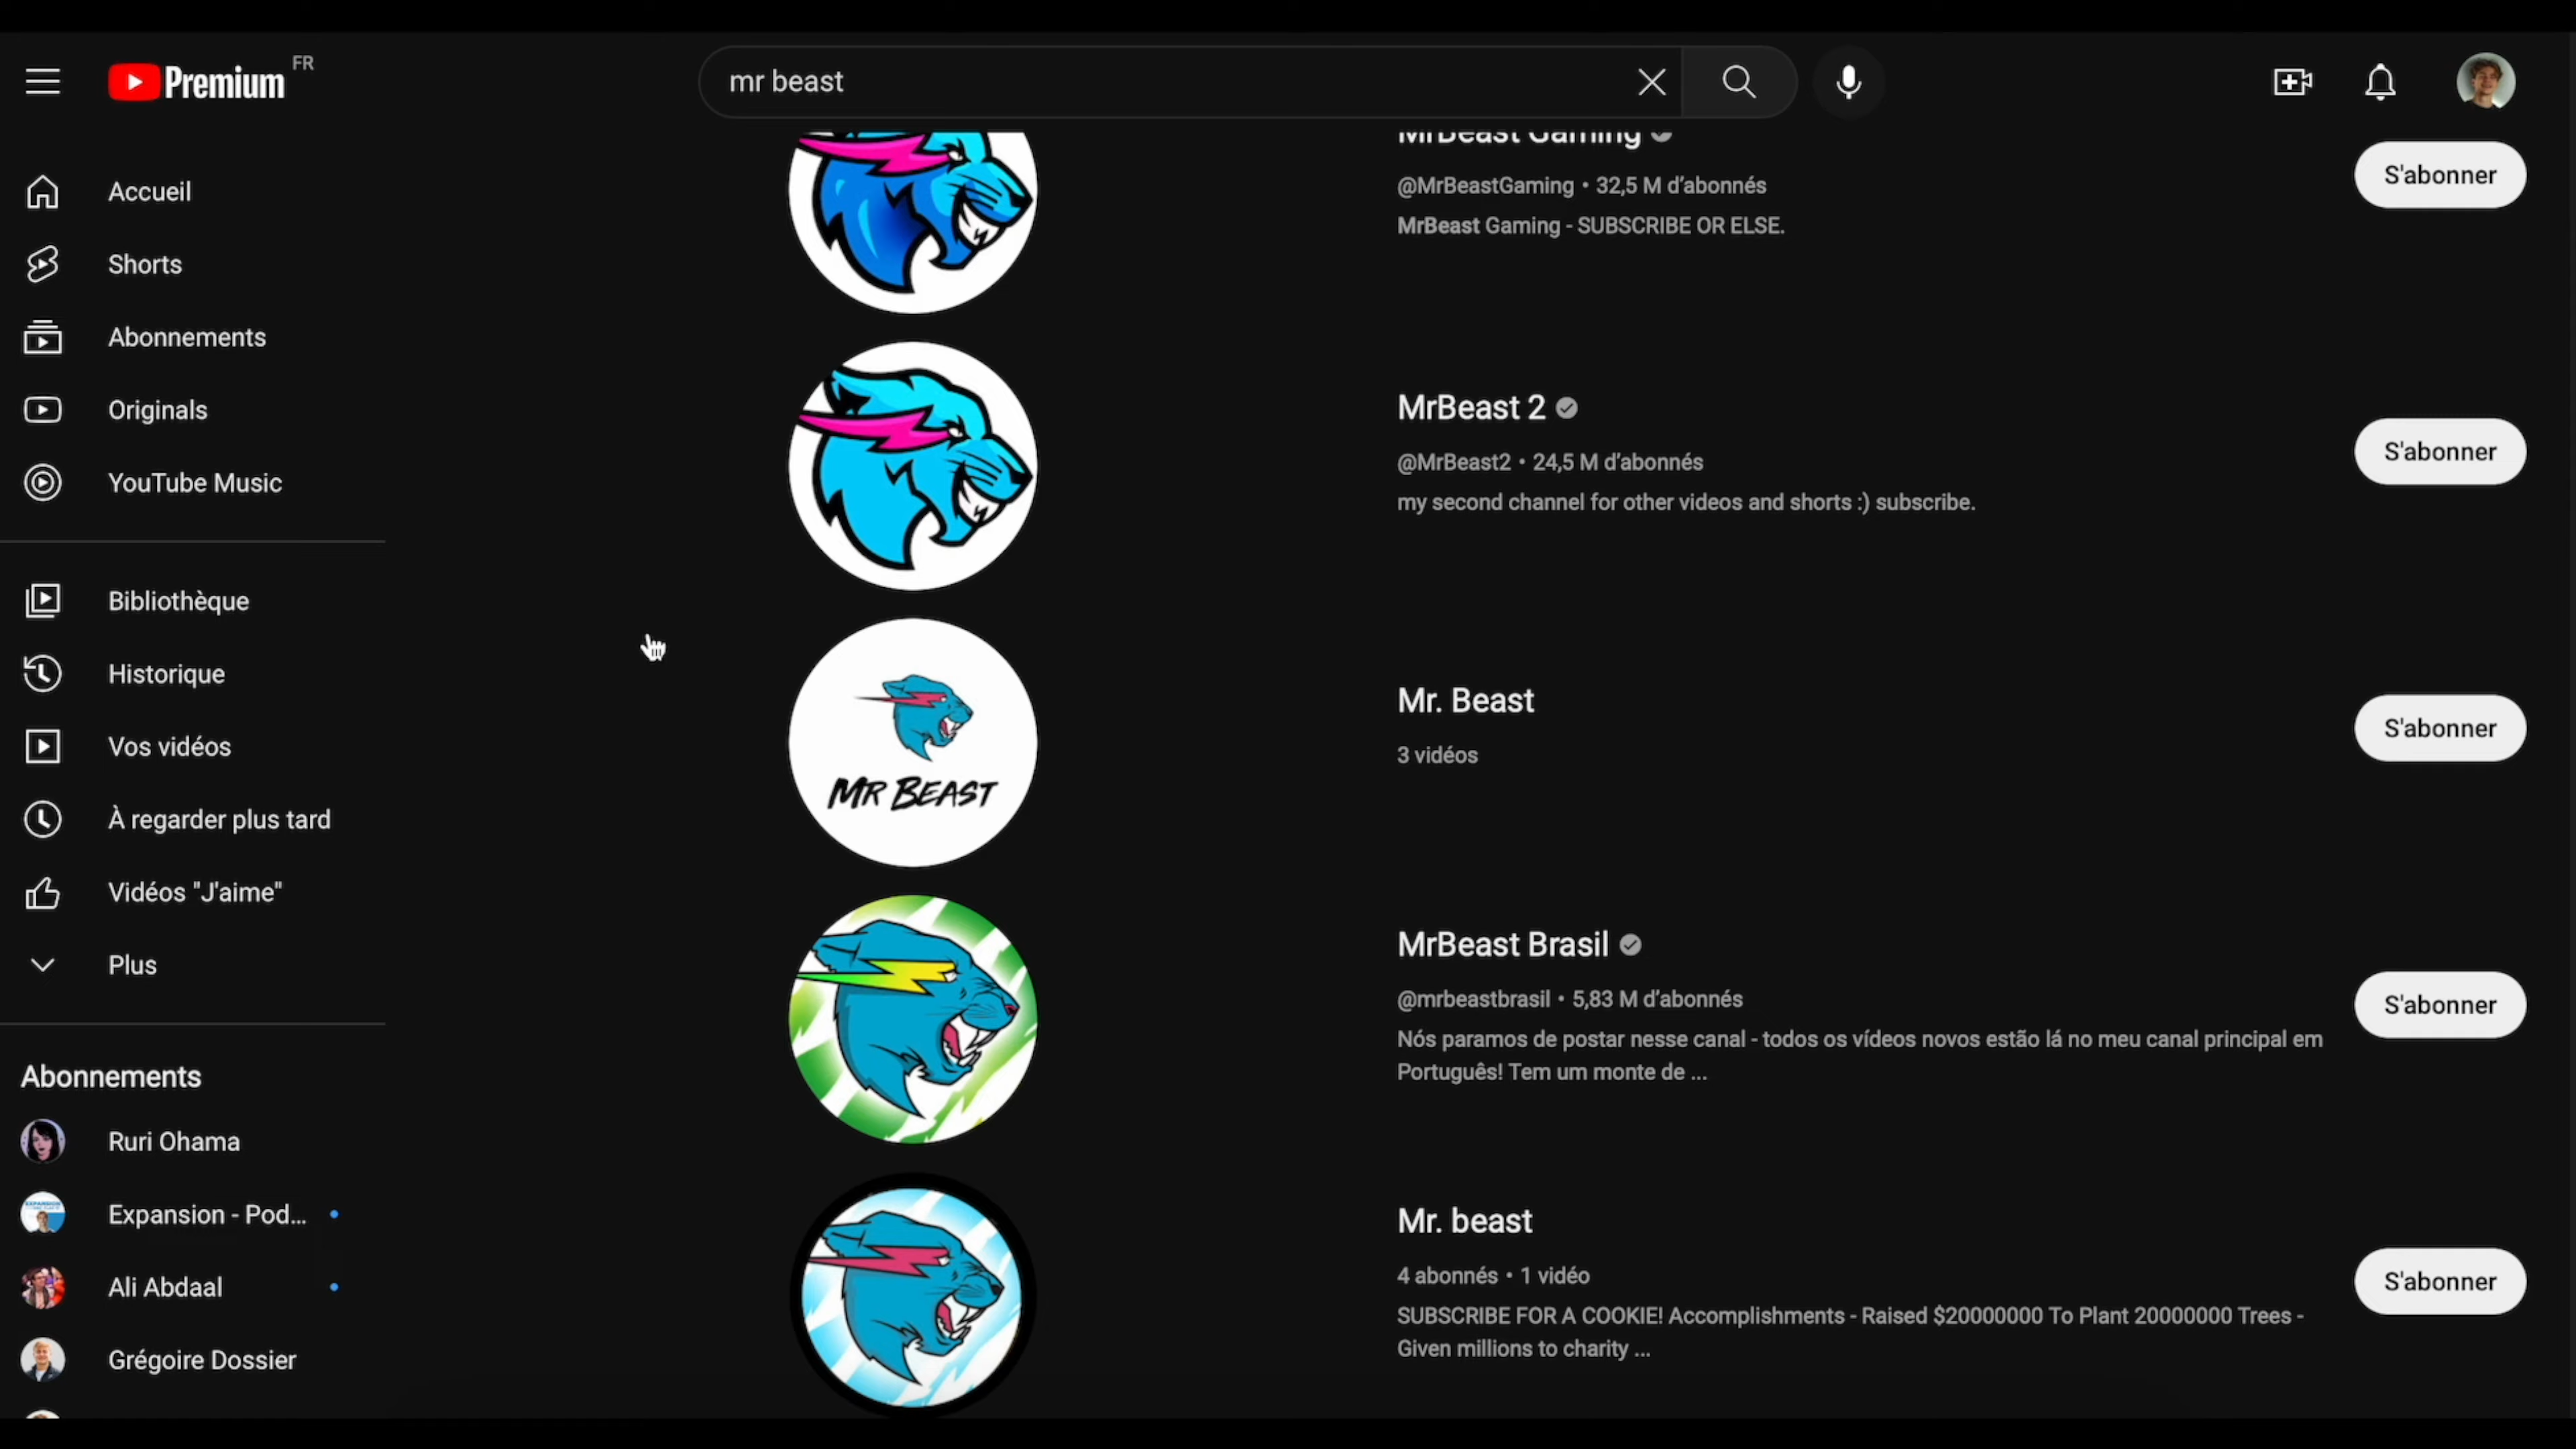 Premium FR
mr beast
Accueil
Shorts
Abonnements
Originals
YouTube Music
Bibliothèque
Historique
Vos vidéos
À regarder plus tard
Vidéos "J'aime"
Plus
Abonnements
Ruri Ohama
Expansion - Pod...
Ali Abdaal
Grégoire Dossier
MrBeast Gaming
@MrBeastGaming • 32,5 M d’abonnés
MrBeast Gaming - SUBSCRIBE OR ELSE.
S'abonner
MrBeast 2
@MrBeast2 • 24,5 M d’abonnés
my second channel for other videos and shorts :) subscribe.
S'abonner
MR BEAST
Mr. Beast
3 vidéos
S'abonner
MrBeast Brasil
@mrbeastbrasil • 5,83 M d’abonnés
Nós paramos de postar nesse canal - todos os vídeos novos estão lá no meu canal principal em
Português! Tem um monte de ...
S'abonner
Mr. beast
4 abonnés • 1 vidéo
SUBSCRIBE FOR A COOKIE! Accomplishments - Raised $20000000 To Plant 20000000 Trees -
Given millions to charity ...
S'abonner